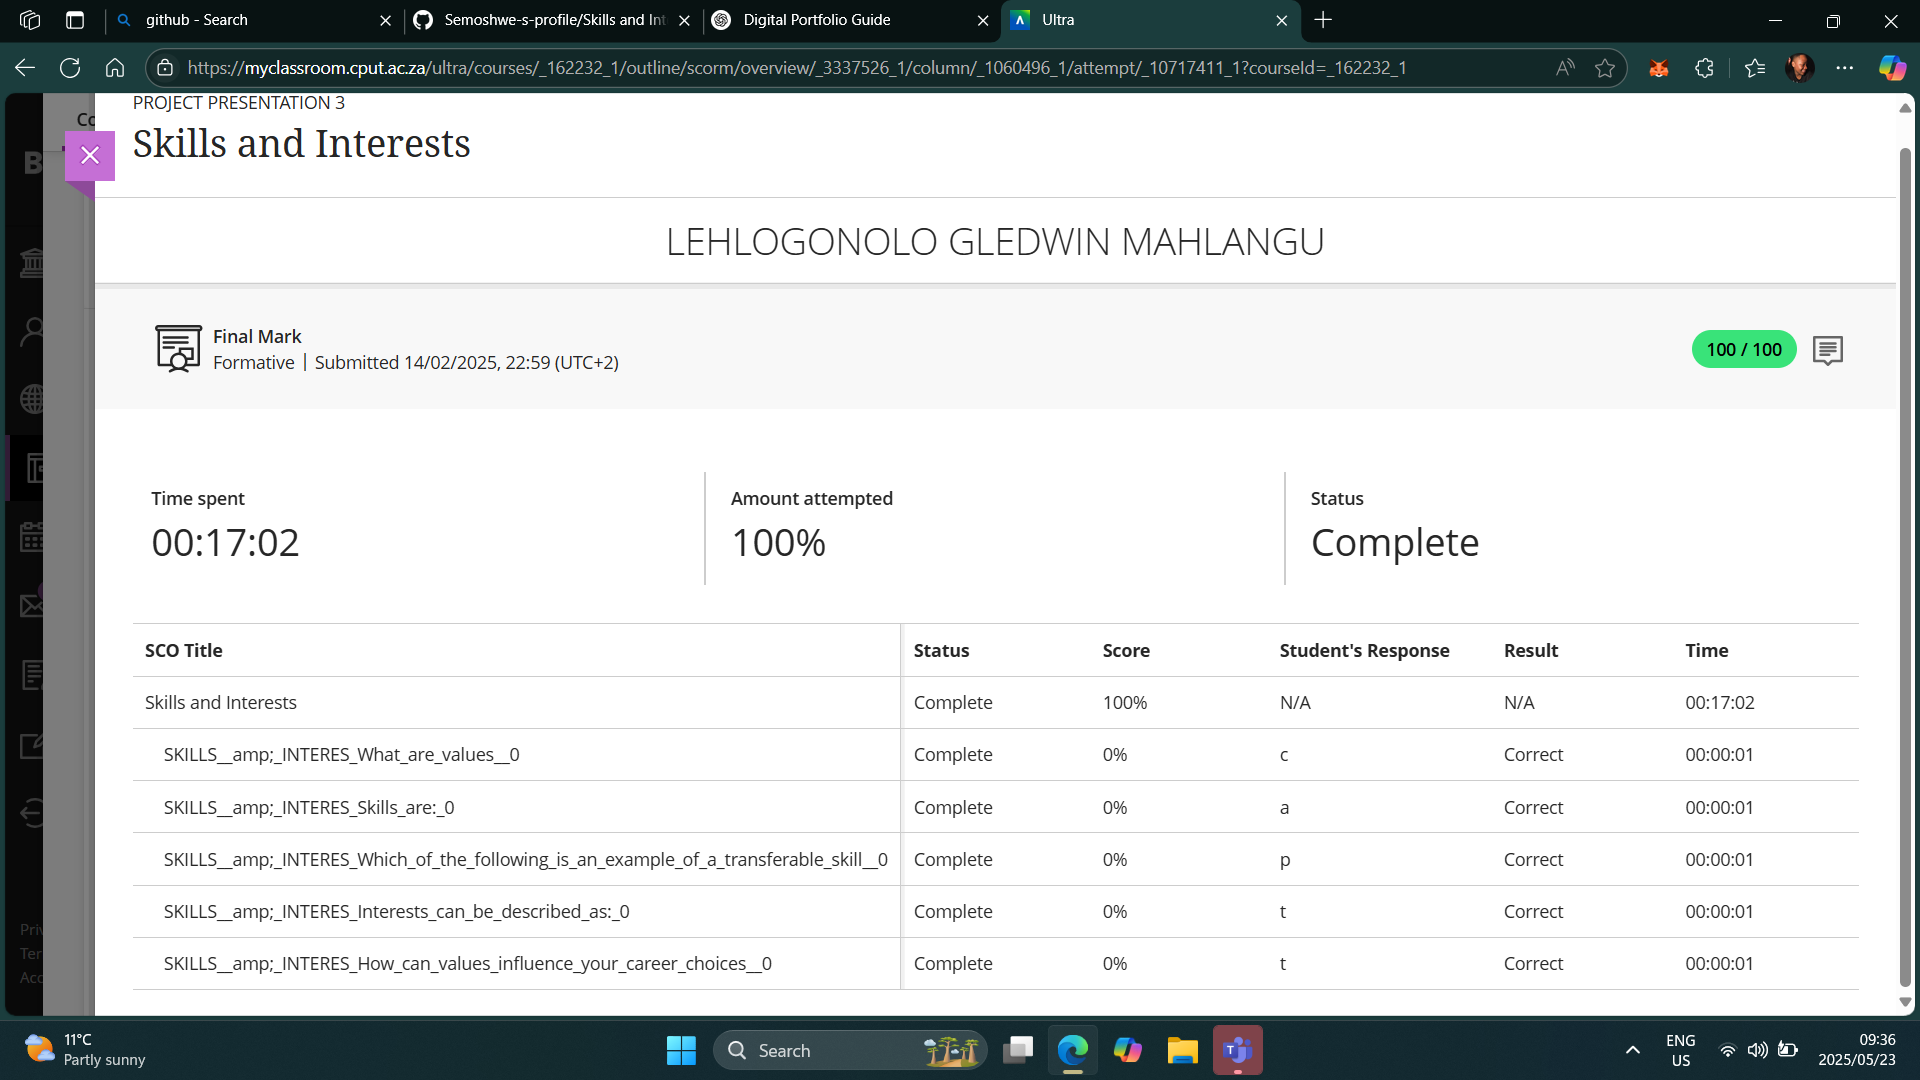 github - Search
Semoshwe-s-profile/Skills and Int
Digital Portfolio Guide
Ultra
https://myclassroom.cput.ac.za/ultra/courses/_162232_1/outline/scorm/overview/_3337526_1/column/_1060496_1/attempt/_10717411_1?courseId=_162232_1
PROJECT PRESENTATION 3
Co
Skills and Interests
B
LEHLOGONOLO GLEDWIN MAHLANGU
Final Mark
Formative | Submitted 14/02/2025, 22:59 (UTC+2)
100 / 100
Time spent
00:17:02
Amount attempted
100%
Status
Complete
SCO Title Status Score Student's Response Result Time
Skills and Interests Complete 100% N/A N/A 00:17:02
SKILLS__amp;_INTERES_What_are_values__0 Complete 0% c Correct 00:00:01
SKILLS__amp;_INTERES_Skills_are:_0 Complete 0% a Correct 00:00:01
SKILLS__amp;_INTERES_Which_of_the_following_is_an_example_of_a_transferable_skill__0 Complete 0% p Correct 00:00:01
SKILLS__amp;_INTERES_Interests_can_be_described_as:_0 Complete 0% t Correct 00:00:01
SKILLS__amp;_INTERES_How_can_values_influence_your_career_choices__0 Complete 0% t Correct 00:00:01
Priv
Ter
Acc
11°C
Partly sunny
Search
ENG
US
09:36
2025/05/23